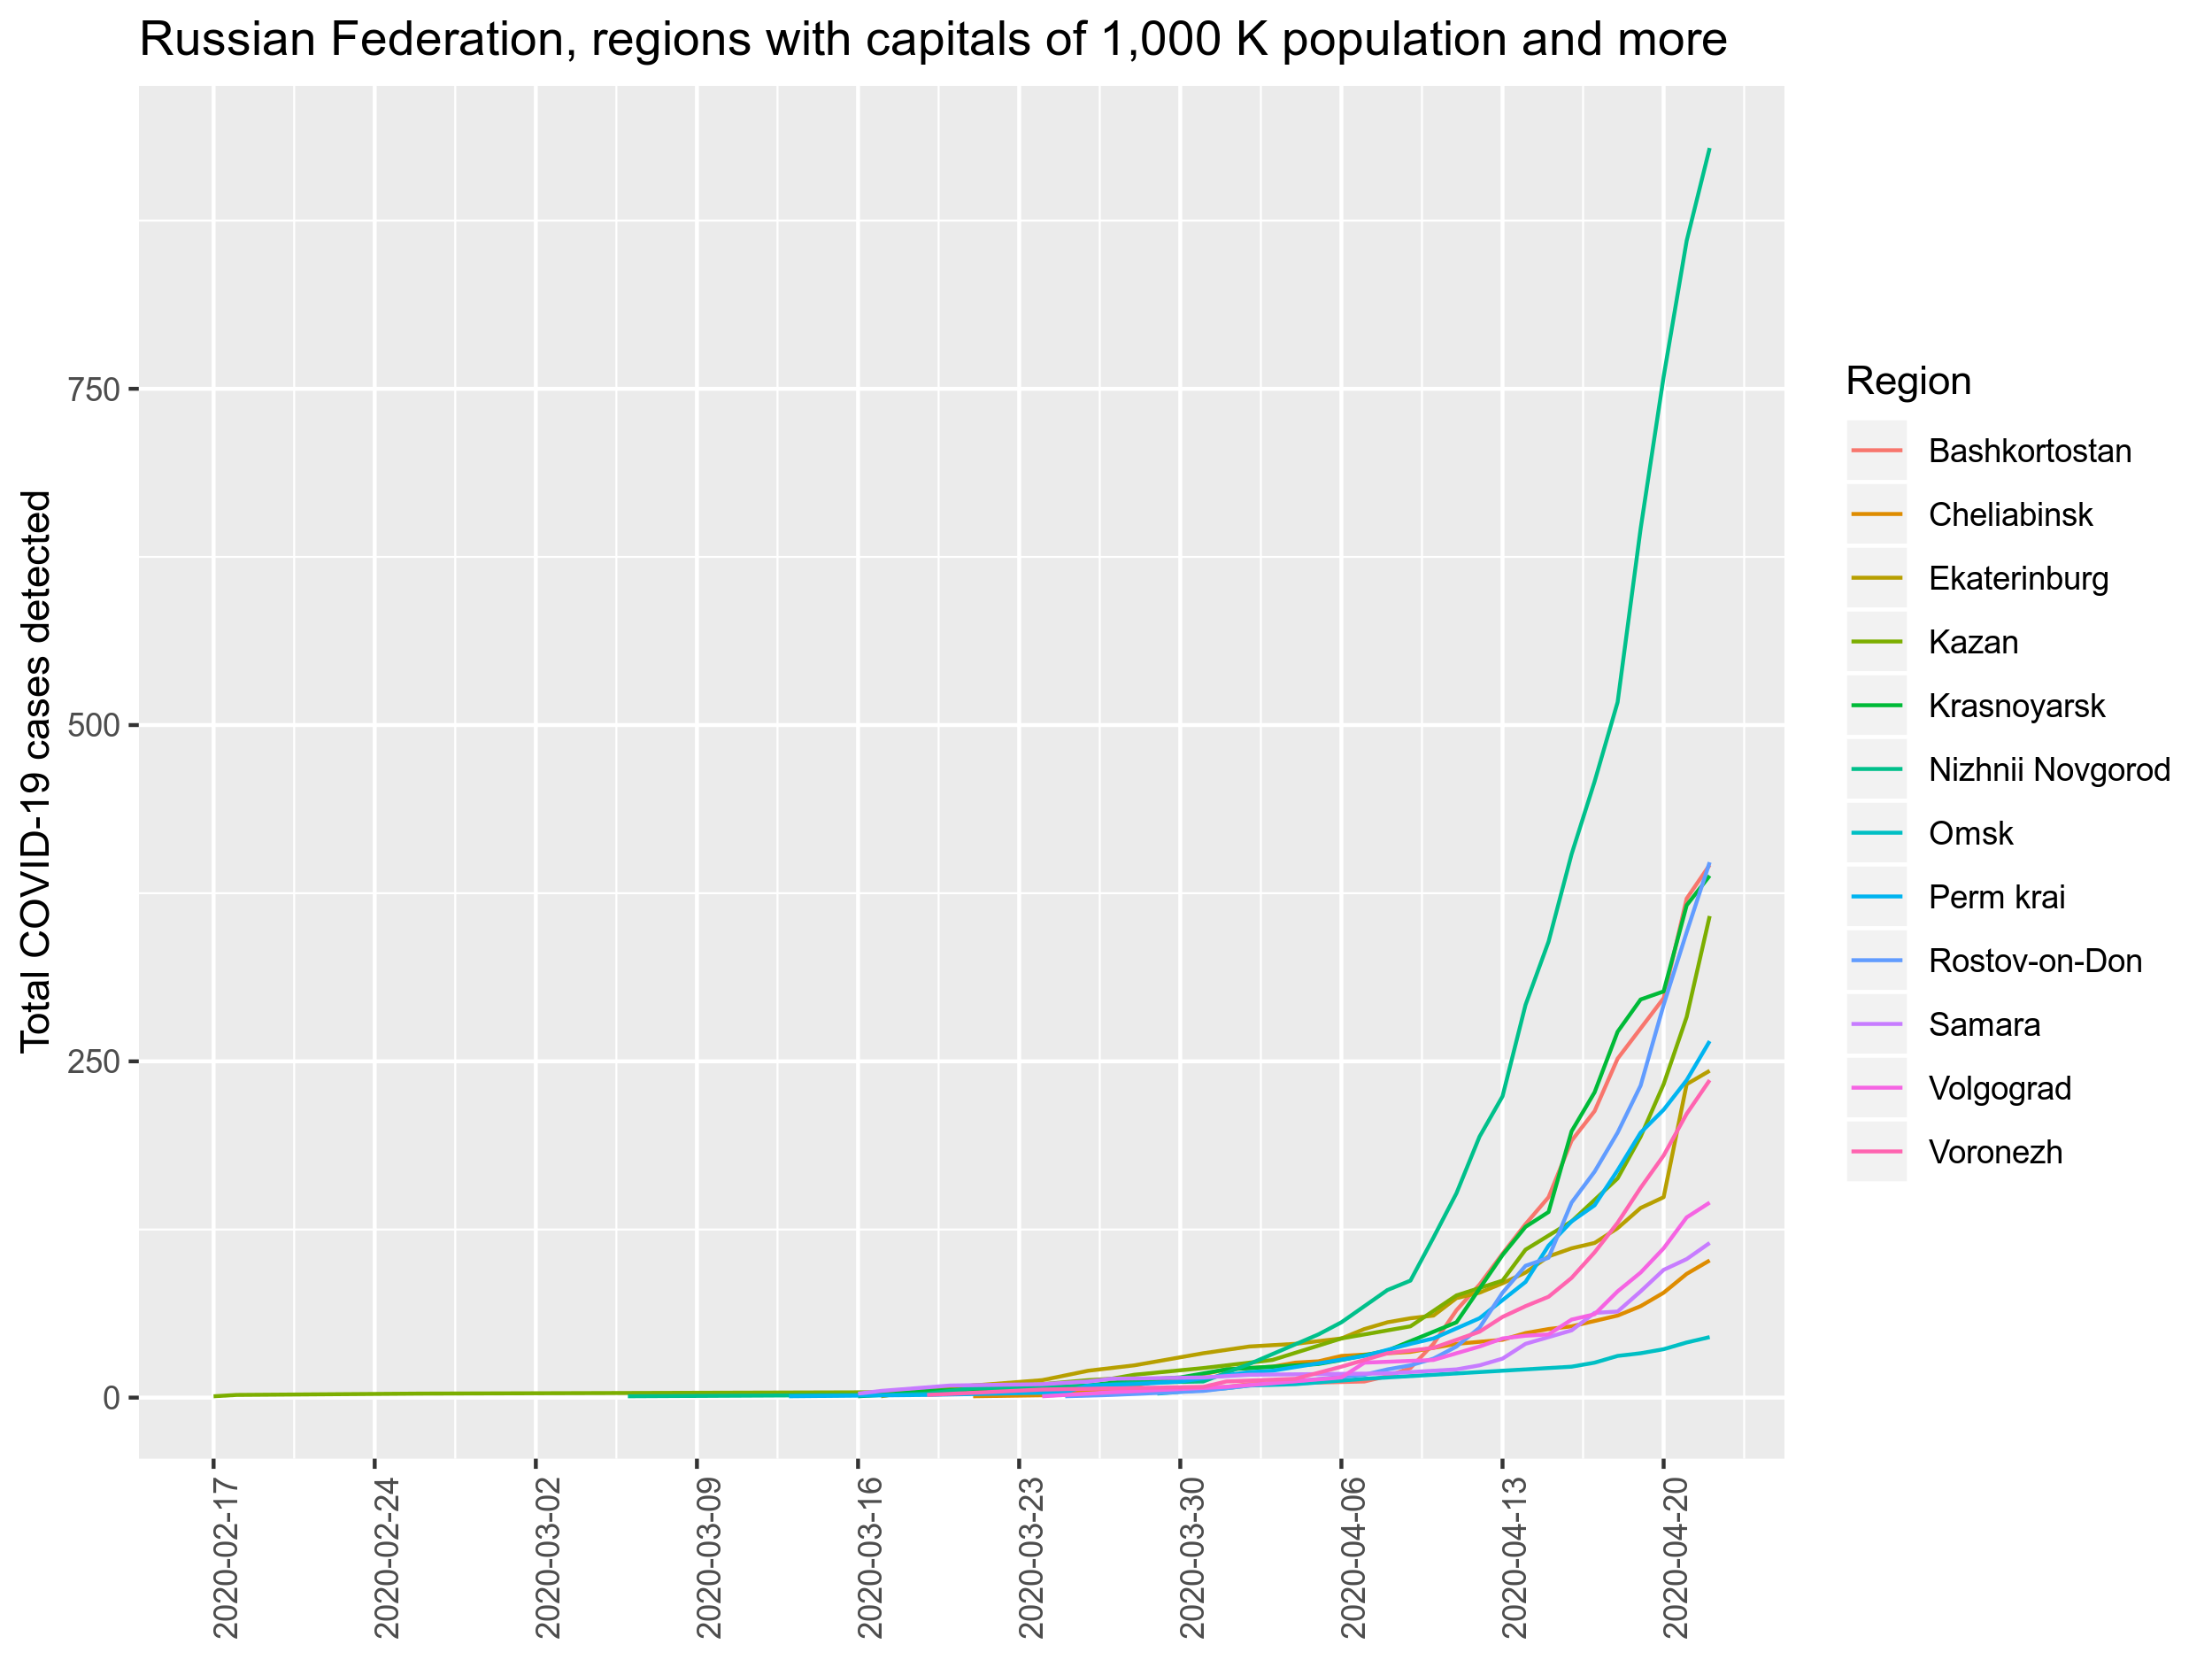 Russian Federation, regions with capitals of 1,000 K population and more
Total COVID-19 cases detected
750
500
250
0
2020-02-17
2020-02-24
2020-03-02
2020-03-09
2020-03-16
2020-03-23
2020-03-30
2020-04-06
2020-04-13
2020-04-20
Region
Bashkortostan
Cheliabinsk
Ekaterinburg
Kazan
Krasnoyarsk
Nizhnii Novgorod
Omsk
Perm krai
Rostov-on-Don
Samara
Volgograd
Voronezh